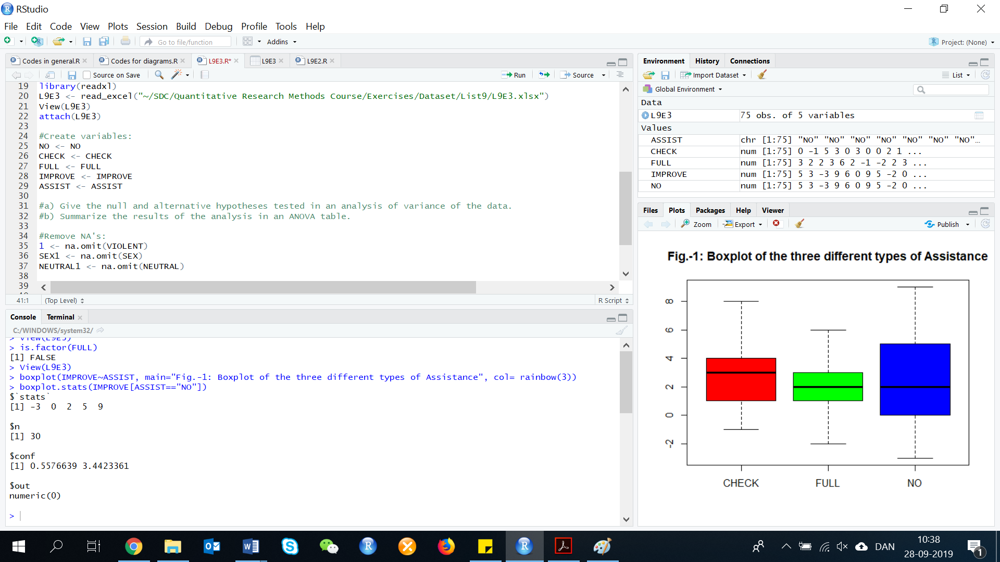 RStudio
File Edit Code View Plots Session Build Debug Profile Tools Help
Go to file/function Addins Project: (None)
Codes in general.R Codes for diagrams.R L9E3.R* L9E3 L9E2.R
Source on Save Run Source
19 library(readxl)
20 L9E3 <- read_excel("~/SDC/Quantitative Research Methods Course/Exercises/Dataset/List9/L9E3.xlsx")
21 View(L9E3)
22 attach(L9E3)
23
24 #Create variables:
25 NO <- NO
26 CHECK <- CHECK
27 FULL <- FULL
28 IMPROVE <- IMPROVE
29 ASSIST <- ASSIST
30
31 #a) Give the null and alternative hypotheses tested in an analysis of variance of the data.
32 #b) Summarize the results of the analysis in an ANOVA table.
33
34 #Remove NA's:
35 1 <- na.omit(VIOLENT)
36 SEX1 <- na.omit(SEX)
37 NEUTRAL1 <- na.omit(NEUTRAL)
38
39
41:1 (Top Level) R Script
Console Terminal
C:/WINDOWS/system32/
> View(L9E3)
> is.factor(FULL)
[1] FALSE
> View(L9E3)
> boxplot(IMPROVE~ASSIST, main="Fig.-1: Boxplot of the three different types of Assistance", col= rainbow(3))
> boxplot.stats(IMPROVE[ASSIST=="NO"])
$`stats`
[1] -3 0 2 5 9
$n
[1] 30
$conf
[1] 0.5576639 3.4423361
$out
numeric(0)
>
Environment History Connections
Import Dataset List
Global Environment
Data
L9E3 75 obs. of 5 variables
Values
ASSIST chr [1:75] "NO" "NO" "NO" "NO" "NO" "NO" "NO"…
CHECK num [1:75] 0 -1 5 3 0 3 0 0 2 1 ...
FULL num [1:75] 3 2 2 3 6 2 -1 -2 2 3 ...
IMPROVE num [1:75] 5 3 -3 9 6 0 9 5 -2 0 ...
NO num [1:75] 5 3 -3 9 6 0 9 5 -2 0 ...
Files Plots Packages Help Viewer
Zoom Export Publish
Fig.-1: Boxplot of the three different types of Assistance
8
6
4
2
0
-2
CHECK FULL NO
DAN 10:38
28-09-2019
1